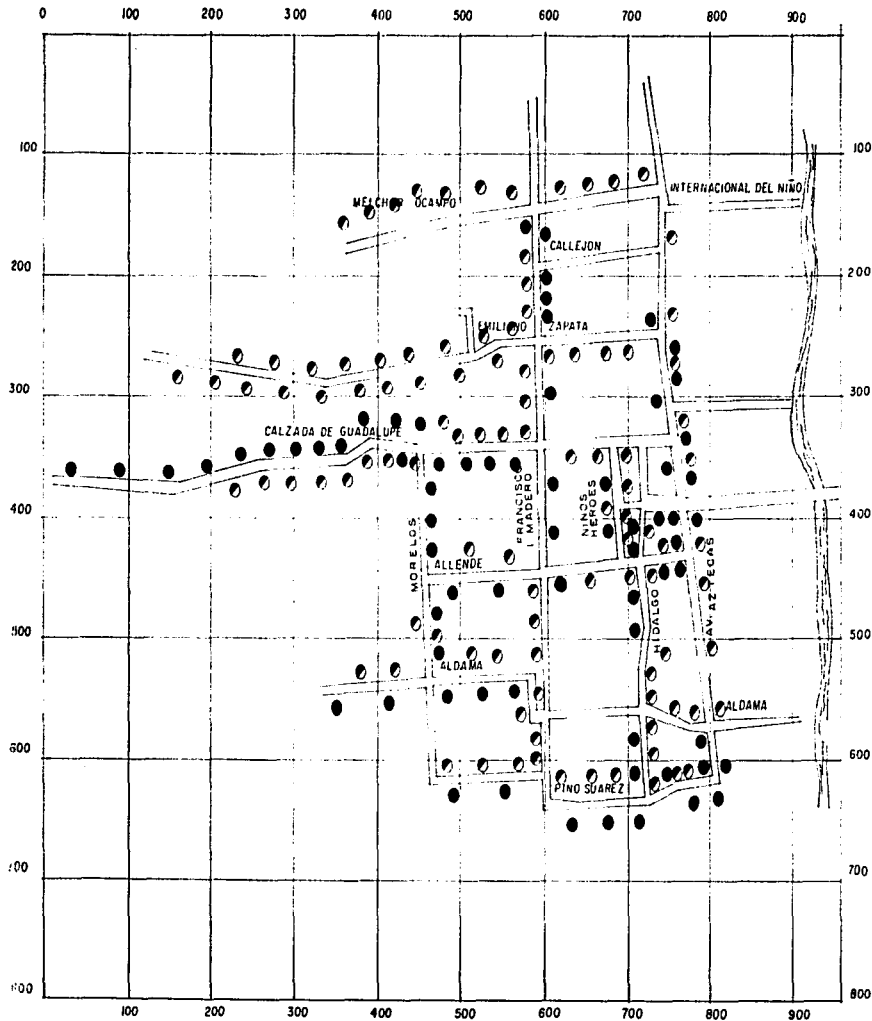 0 100 200 300 400 500 600 700 800 900
100 100
MELCHOR OCAMPO
INTERNACIONAL DEL NIÑO
CALLEJON
200 200
EMILIANO ZAPATA
300 300
CALZADA DE GUADALUPE
FRANCISCO I MADERO
NIÑOS HEROES
400 400
MORELOS
ALLENDE
HIDALGO
AV. AZTECAS
500 500
ALDAMA
ALDAMA
600 600
PINO SUAREZ
700 700
800 800
0 100 200 300 400 500 600 700 800 900